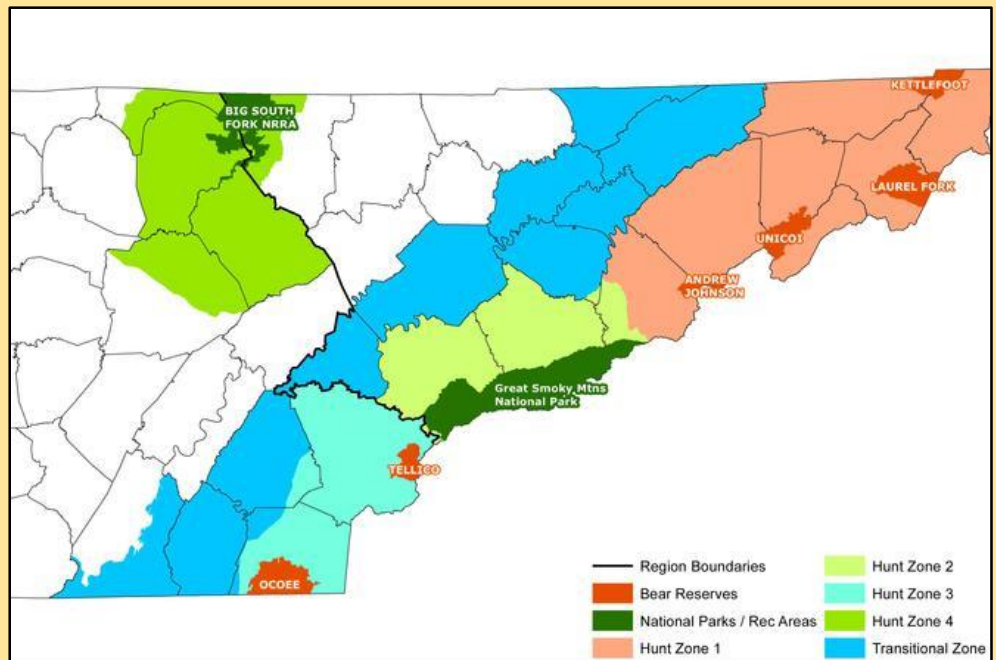 KETTLEFOOT
BIG SOUTH
FORK NRRA
LAUREL FORK
UNICOI
ANDREW
JOHNSON
Great Smoky Mtns
National Park
TELLICO
OCOEE
Region Boundaries
Bear Reserves
National Parks / Rec Areas
Hunt Zone 1
Hunt Zone 2
Hunt Zone 3
Hunt Zone 4
Transitional Zone